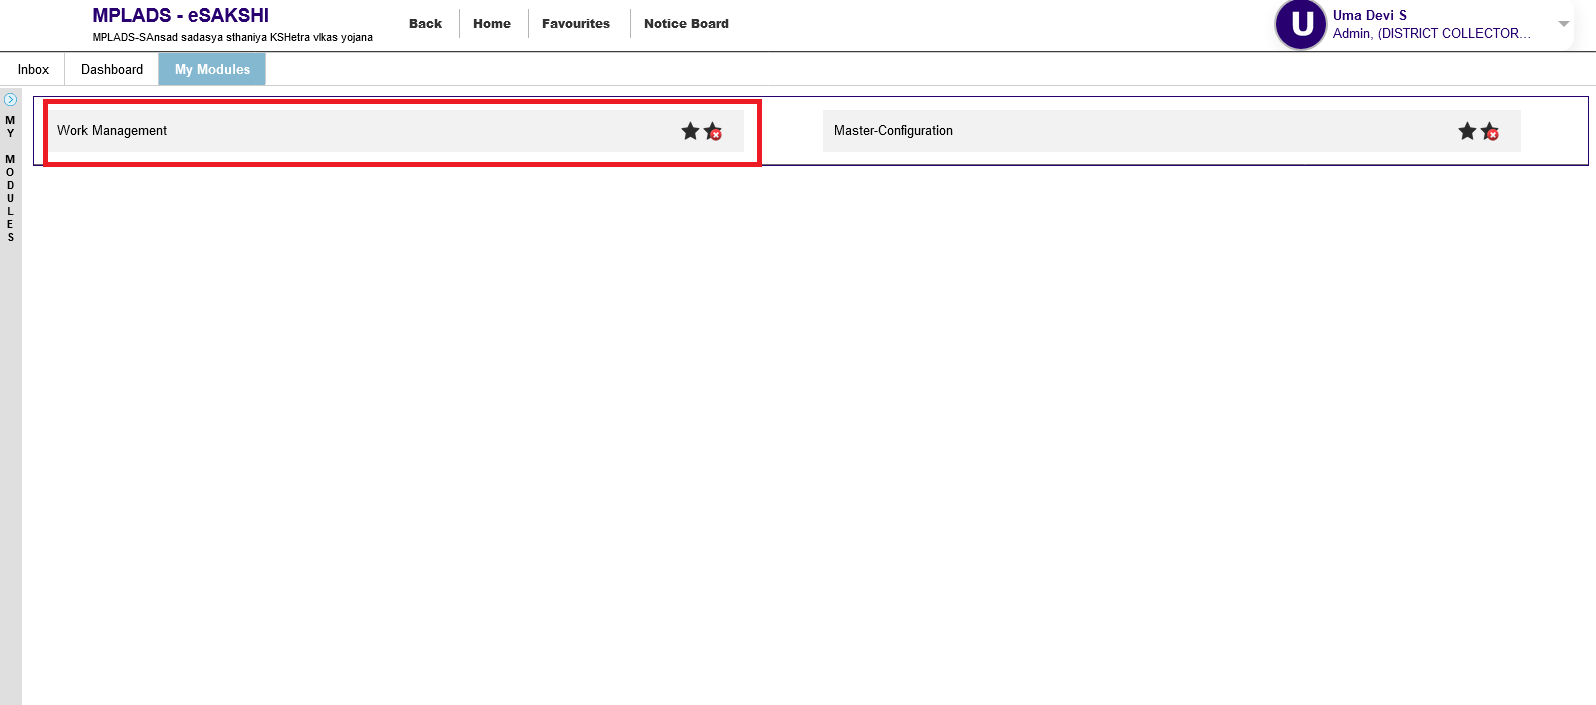 MPLADS - eSAKSHI
MPLADS-SAnsad sadasya sthaniya KSHetra vIkas yojana
Back
Home
Favourites
Notice Board
U
Uma Devi S
Admin, (DISTRICT COLLECTOR...
Inbox
Dashboard
My Modules
MY MODULES
Work Management
Master-Configuration